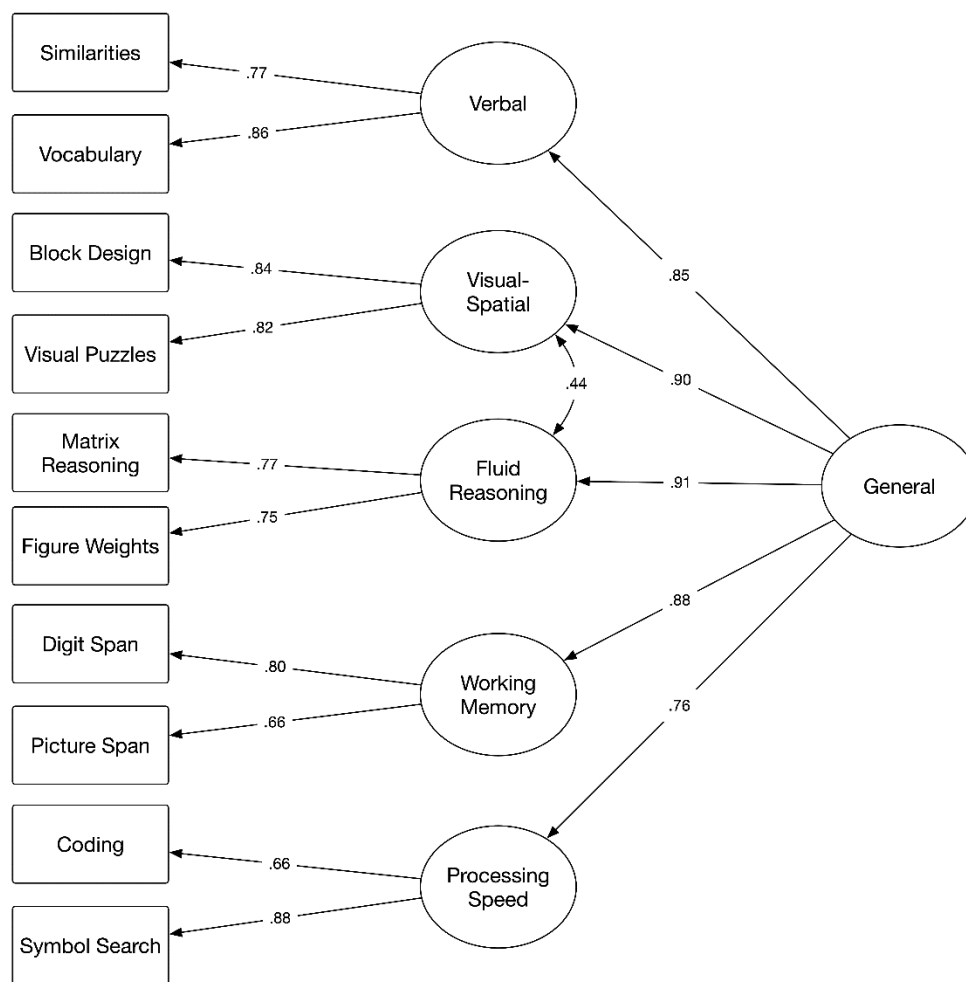 Similarities
.77
Verbal
.86
Vocabulary
Block Design
.84
Visual-
Spatial
.85
.82
Visual Puzzles
.90
.44
Matrix
Reasoning
.77
Fluid
Reasoning
.91
General
.75
Figure Weights
.88
Digit Span
.80
Working
Memory
.66
.76
Picture Span
Coding
.66
Processing
Speed
.88
Symbol Search